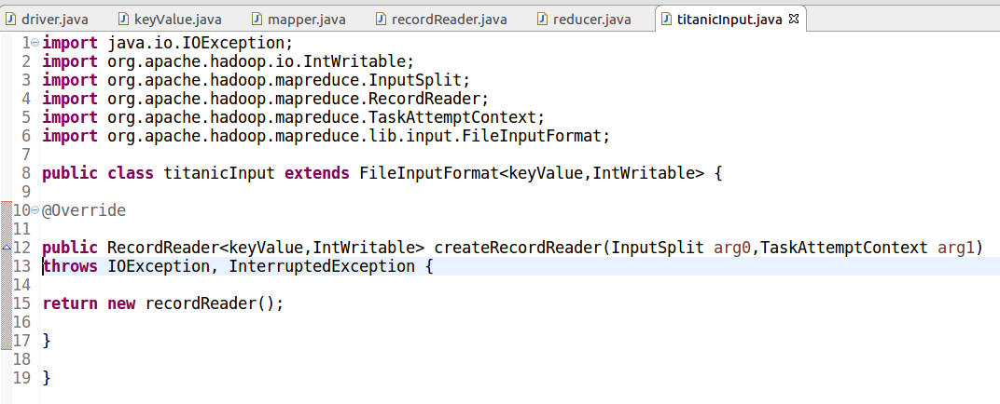 driver.java keyValue.java mapper.java recordReader.java reducer.java titanicInput.java
1 import java.io.IOException;
2 import org.apache.hadoop.io.IntWritable;
3 import org.apache.hadoop.mapreduce.InputSplit;
4 import org.apache.hadoop.mapreduce.RecordReader;
5 import org.apache.hadoop.mapreduce.TaskAttemptContext;
6 import org.apache.hadoop.mapreduce.lib.input.FileInputFormat;
7
8 public class titanicInput extends FileInputFormat<keyValue,IntWritable> {
9
10 @Override
11
12 public RecordReader<keyValue,IntWritable> createRecordReader(InputSplit arg0,TaskAttemptContext arg1)
13 throws IOException, InterruptedException {
14
15 return new recordReader();
16
17 }
18
19 }